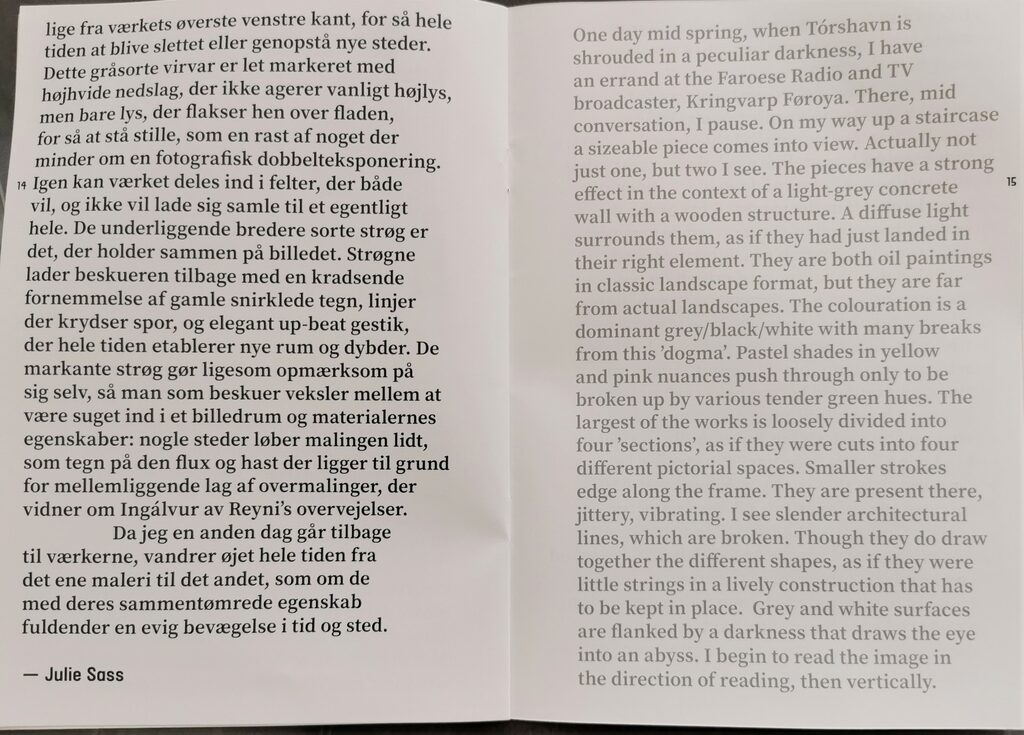 lige fra værkets øverste venstre kant, for så hele
tiden at blive slettet eller genopstå nye steder.
Dette gråsorte virvar er let markeret med
højhvide nedslag, der ikke agerer vanligt højlys,
men bare lys, der flakser hen over fladen,
for så at stå stille, som en rast af noget der
minder om en fotografisk dobbelteksponering.
14 Igen kan værket deles ind i felter, der både
vil, og ikke vil lade sig samle til et egentligt
hele. De underliggende bredere sorte strøg er
det, der holder sammen på billedet. Strøgne
lader beskueren tilbage med en kradsende
fornemmelse af gamle snirklede tegn, linjer
der krydser spor, og elegant up-beat gestik,
der hele tiden etablerer nye rum og dybder. De
markante strøg gør ligesom opmærksom på
sig selv, så man som beskuer veksler mellem at
være suget ind i et billedrum og materialernes
egenskaber: nogle steder løber malingen lidt,
som tegn på den flux og hast der ligger til grund
for mellemliggende lag af overmalinger, der
vidner om Ingálvur av Reyni’s overvejelser.
Da jeg en anden dag går tilbage
til værkerne, vandrer øjet hele tiden fra
det ene maleri til det andet, som om de
med deres sammentømrede egenskab
fuldender en evig bevægelse i tid og sted.
— Julie Sass
One day mid spring, when Tórshavn is
shrouded in a peculiar darkness, I have
an errand at the Faroese Radio and TV
broadcaster, Kringvarp Føroya. There, mid
conversation, I pause. On my way up a staircase
a sizeable piece comes into view. Actually not
just one, but two I see. The pieces have a strong
effect in the context of a light-grey concrete
15
wall with a wooden structure. A diffuse light
surrounds them, as if they had just landed in
their right element. They are both oil paintings
in classic landscape format, but they are far
from actual landscapes. The colouration is a
dominant grey/black/white with many breaks
from this ’dogma’. Pastel shades in yellow
and pink nuances push through only to be
broken up by various tender green hues. The
largest of the works is loosely divided into
four ’sections’, as if they were cuts into four
different pictorial spaces. Smaller strokes
edge along the frame. They are present there,
jittery, vibrating. I see slender architectural
lines, which are broken. Though they do draw
together the different shapes, as if they were
little strings in a lively construction that has
to be kept in place.  Grey and white surfaces
are flanked by a darkness that draws the eye
into an abyss. I begin to read the image in
the direction of reading, then vertically.